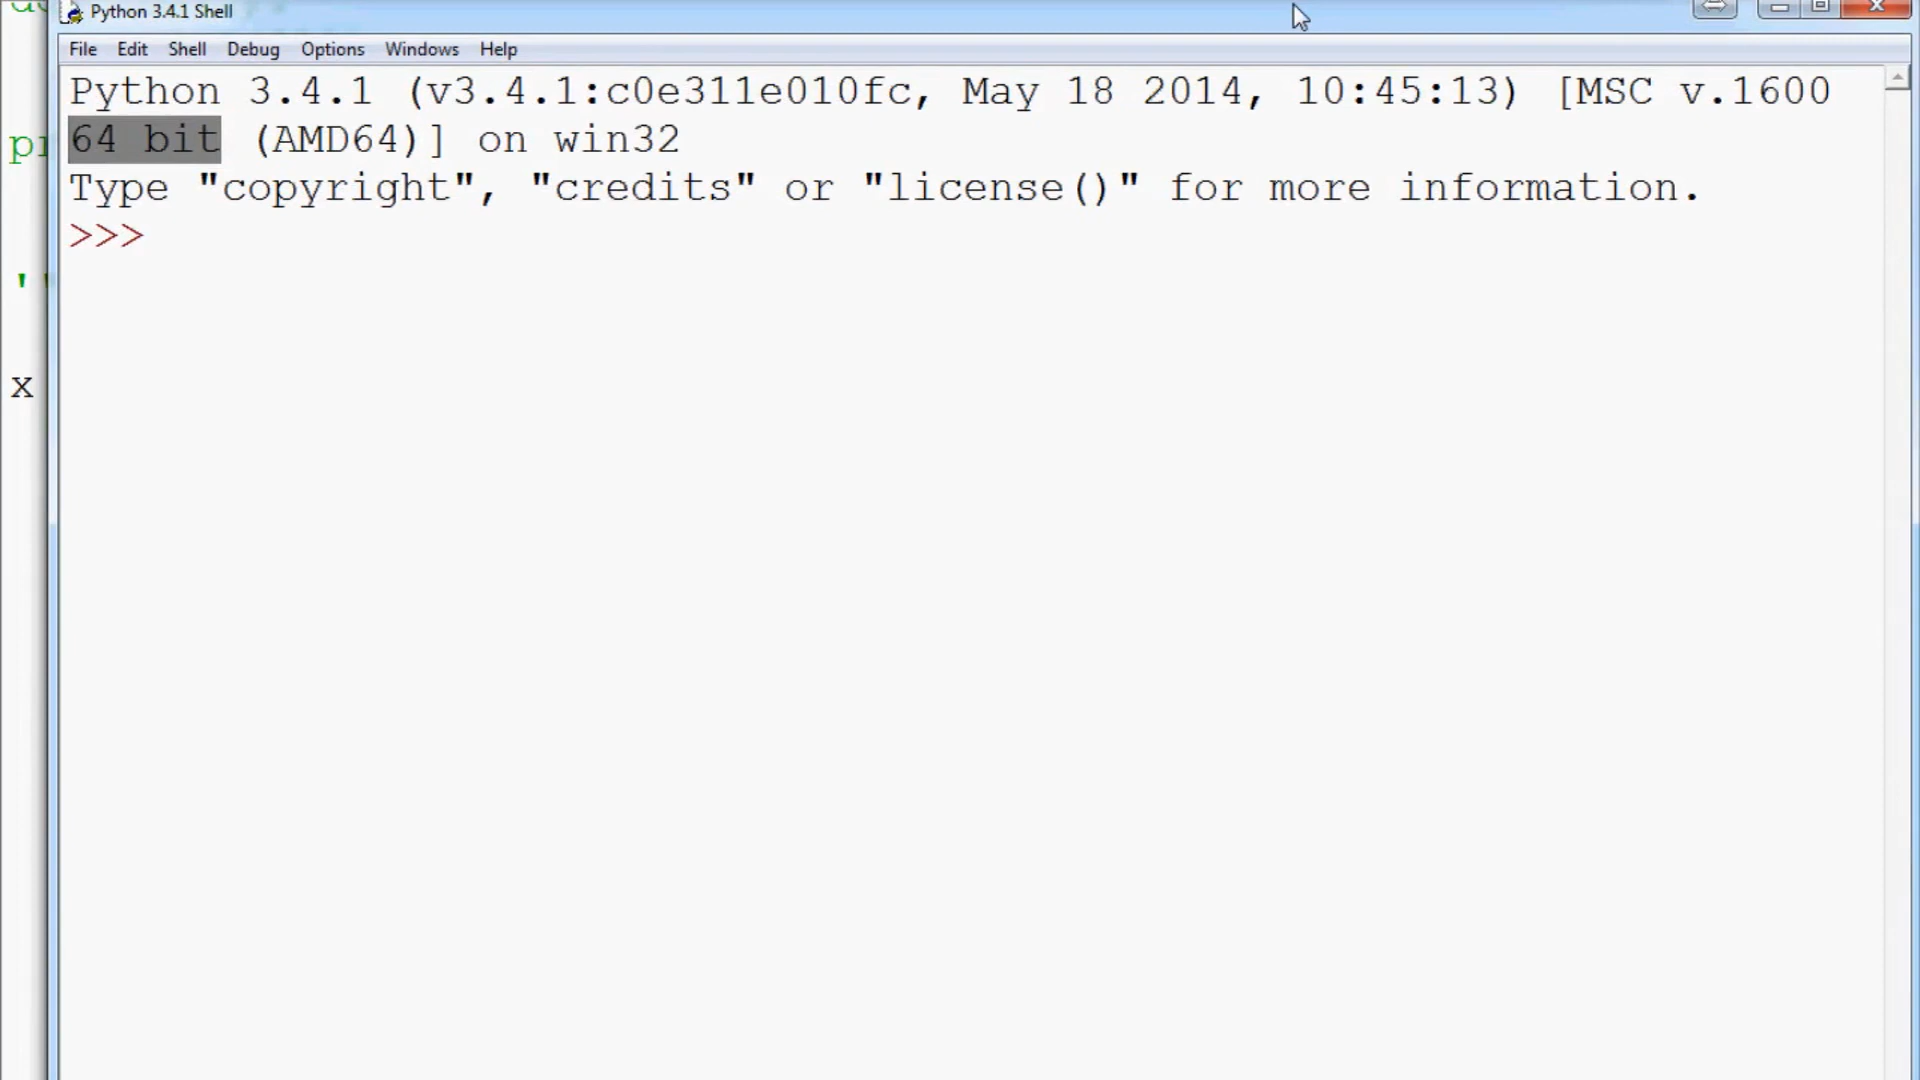 Python 3.4.1 Shell
File Edit Shell Debug Options Windows Help
Python 3.4.1 (v3.4.1:c0e311e010fc, May 18 2014, 10:45:13) [MSC v.1600
64 bit (AMD64)] on win32
Type "copyright", "credits" or "license()" for more information.
>>>
pr
''
x